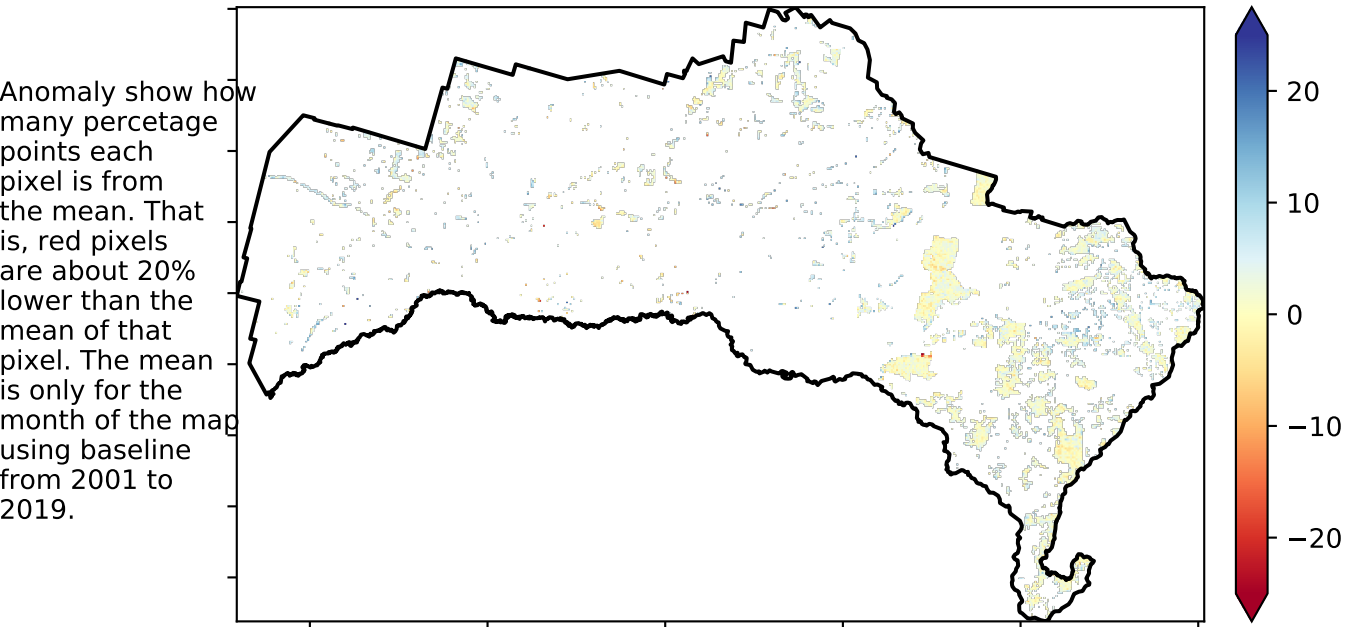 Anomaly show how
many percetage
points each
pixel is from
the mean. That
is, red pixels
are about 20%
lower than the
mean of that
pixel. The mean
is only for the
month of the map
using baseline
from 2001 to
2019.
20
10
0
−10
−20